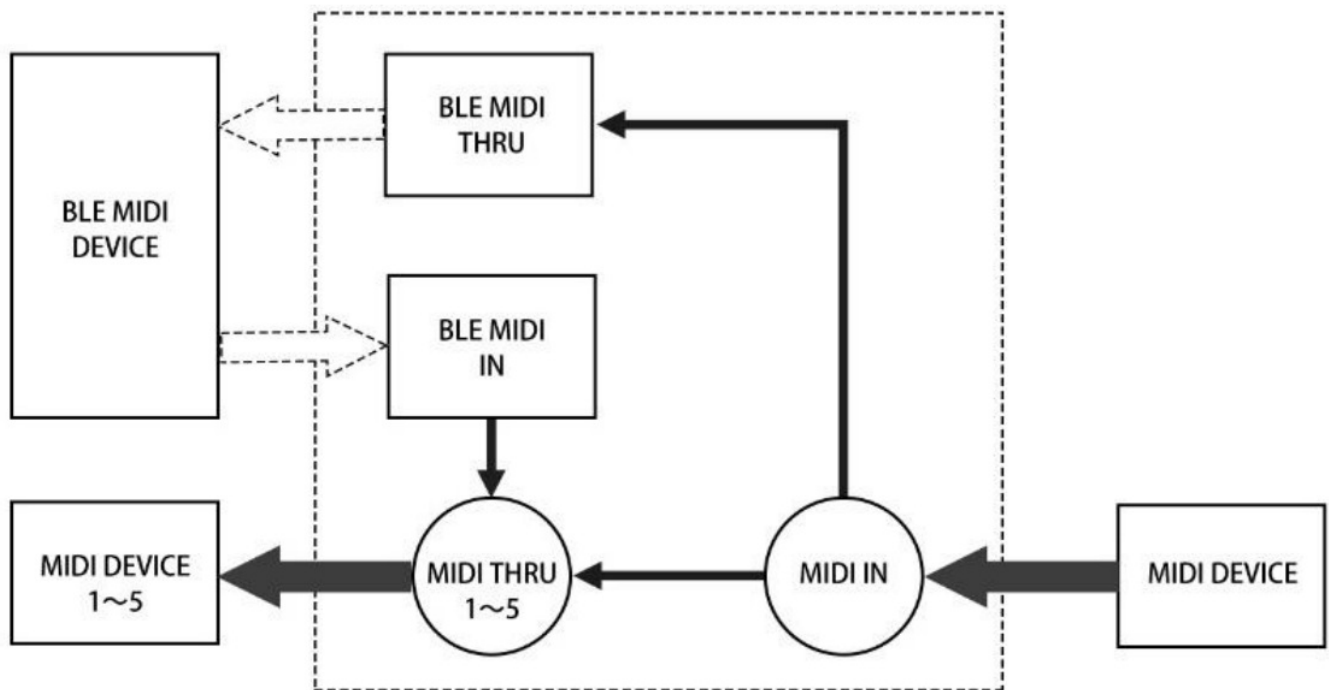 BLE MIDI
THRU
BLE MIDI
DEVICE
BLE MIDI
IN
MIDI DEVICE
1～5
MIDI THRU
1～5
MIDI IN
MIDI DEVICE